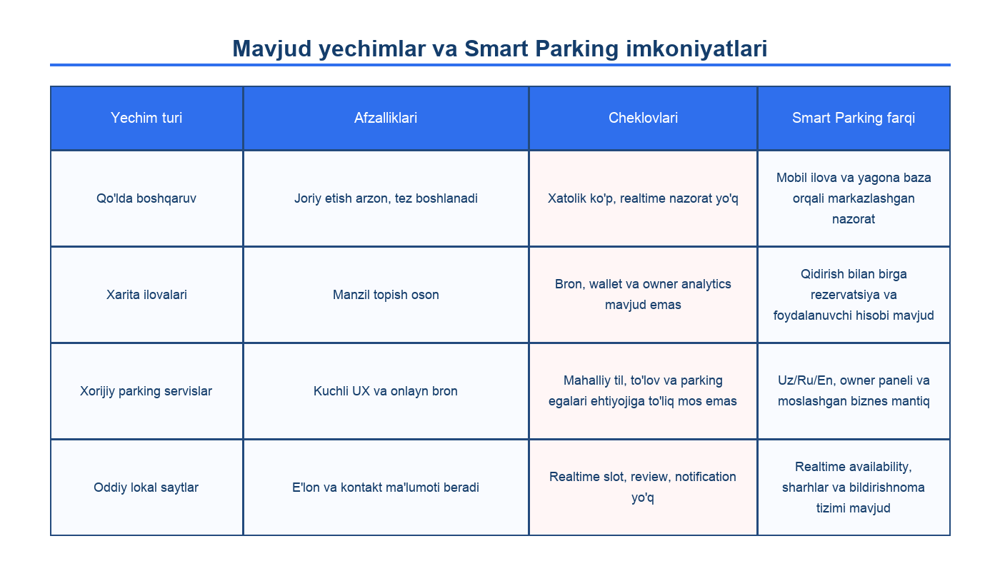 Mavjud yechimlar va Smart Parking imkoniyatlari
Yechim turi
Afzalliklari
Cheklovlari
Smart Parking farqi
Qo'lda boshqaruv
Joriy etish arzon, tez boshlanadi
Xatolik ko'p, realtime nazorat yo'q
Mobil ilova va yagona baza
orqali markazlashgan
nazorat
Xarita ilovalari
Manzil topish oson
Bron, wallet va owner analytics
mavjud emas
Qidirish bilan birga
rezervatsiya va
foydalanuvchi hisobi mavjud
Xorijiy parking servislar
Kuchli UX va onlayn bron
Mahalliy til, to'lov va parking
egalari ehtiyojiga to'liq mos emas
Uz/Ru/En, owner paneli va
moslashgan biznes mantiq
Oddiy lokal saytlar
E'lon va kontakt ma'lumoti beradi
Realtime slot, review, notification
yo'q
Realtime availability,
sharhlar va bildirishnoma
tizimi mavjud